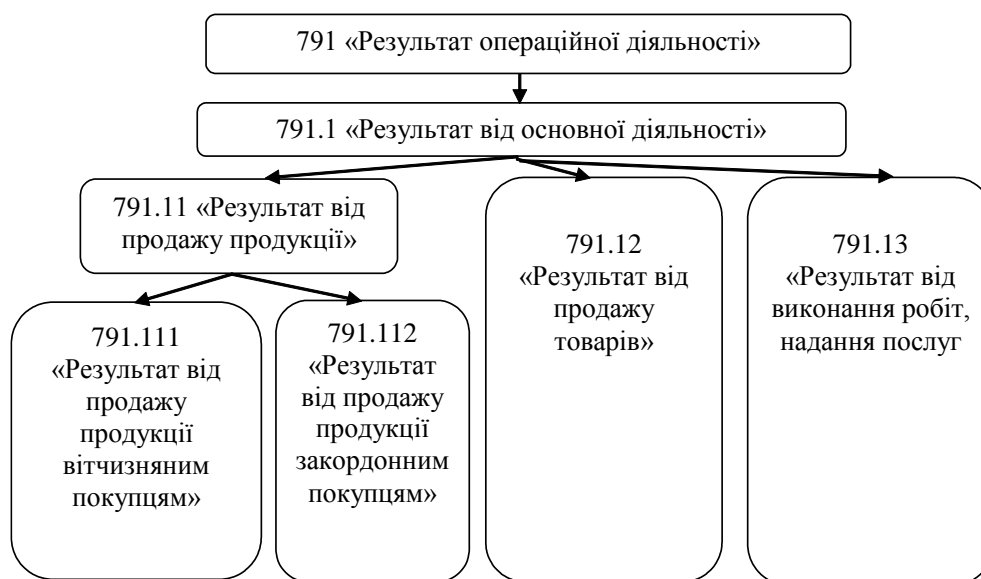 791 «Результат операційної діяльності»
791.1 «Результат від основної діяльності»
791.11 «Результат від
продажу продукції»
791.12
«Результат від
продажу
товарів»
791.13
«Результат від
виконання робіт,
надання послуг
791.111
«Результат від
продажу
продукції
вітчизняним
покупцям»
791.112
«Результат
від продажу
продукції
закордонним
покупцям»